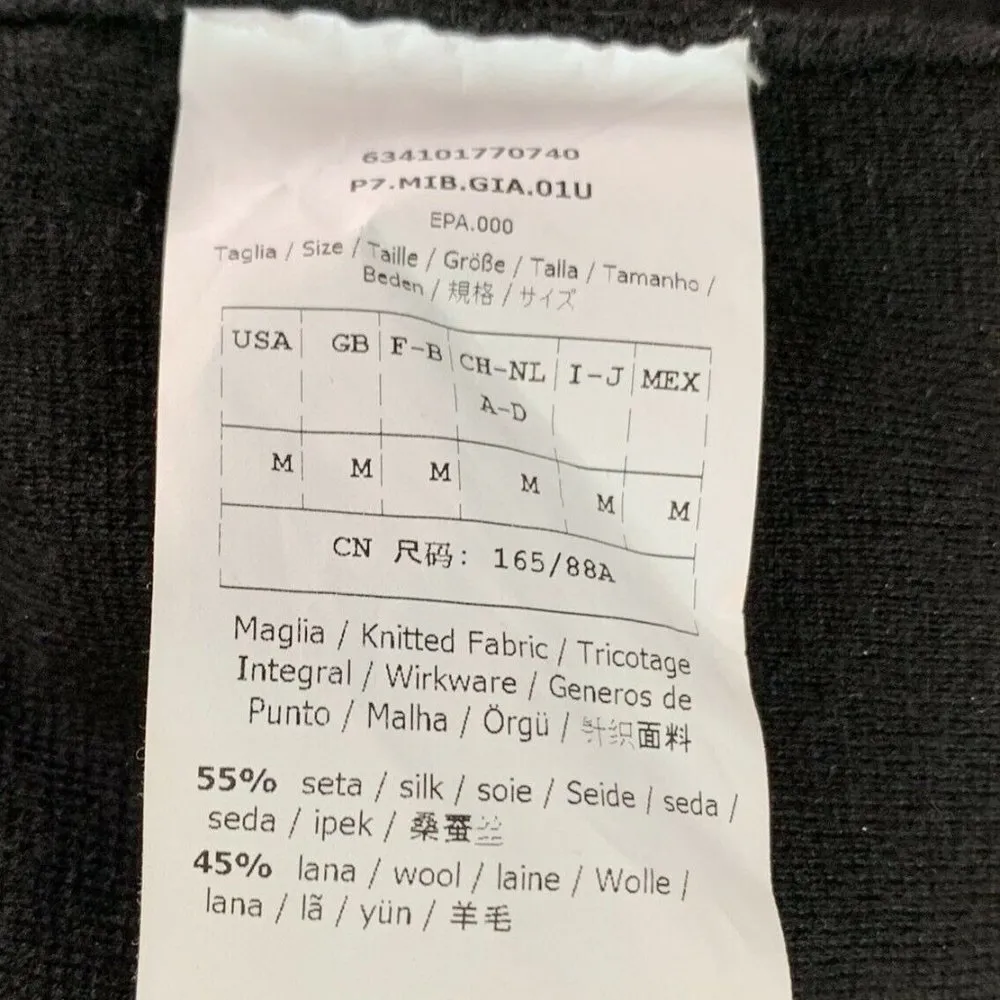 634101770740
P7.MIB.GIA.01U
EPA.000
Taglia / Size / Taille / Größe / Talla / Tamanho /
Beden / 規格 / サイズ
USA GB F-B CH-NL I-J MEX
A-D
M M M M M M
CN 尺码: 165/88A
Maglia / Knitted Fabric / Tricotage
Integral / Wirkware / Generos de
Punto / Malha / Örgü / 针织面料
55% seta / silk / soie / Seide / seda /
seda / ipek / 桑蚕丝
45% lana / wool / laine / Wolle /
lana / lã / yün / 羊毛